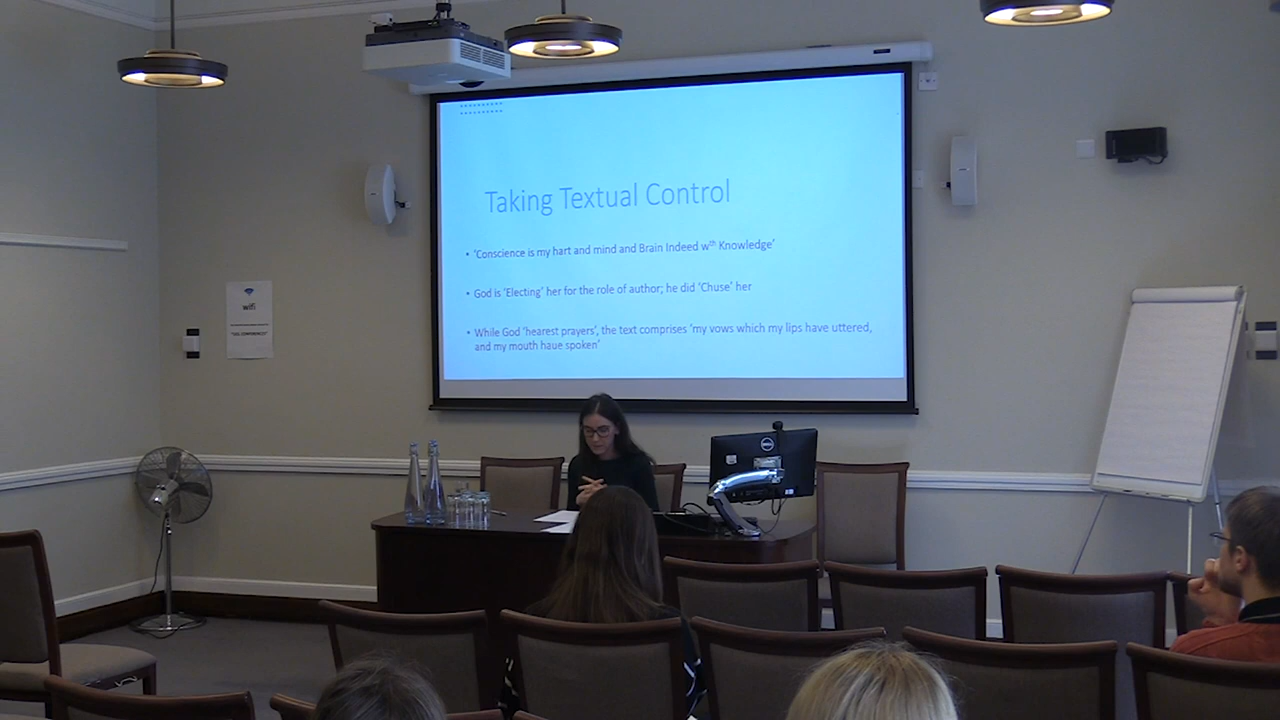 Taking Textual Control
• 'Conscience is my hart and mind and Brain Indeed wth Knowledge'
• God is 'Electing' her for the role of author; he did 'Chuse' her
• While God 'hearest prayers', the text comprises 'my vows which my lips have uttered,
and my mouth haue spoken'
wifi
DELL